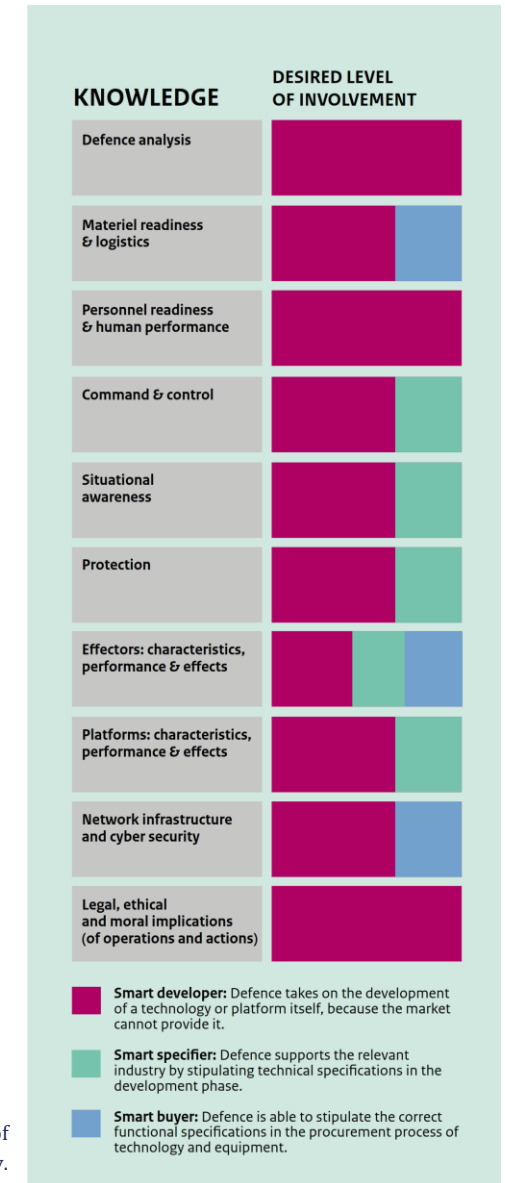 KNOWLEDGE
DESIRED LEVEL
OF INVOLVEMENT
Defence analysis
Materiel readiness
& logistics
Personnel readiness
& human performance
Command & control
Situational
awareness
Protection
Effectors: characteristics,
performance & effects
Platforms: characteristics,
performance & effects
Network infrastructure
and cyber security
Legal, ethical
and moral implications
(of operations and actions)
Smart developer: Defence takes on the development
of a technology or platform itself, because the market
cannot provide it.
Smart specifier: Defence supports the relevant
industry by stipulating technical specifications in the
development phase.
Smart buyer: Defence is able to stipulate the correct
functional specifications in the procurement process of
technology and equipment.
of